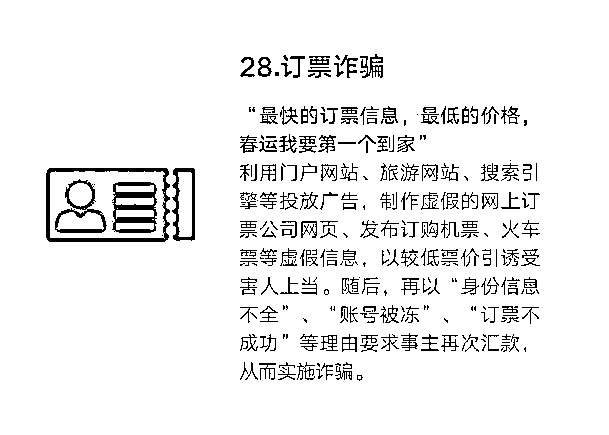 28.订票诈骗
“最快的订票信息，最低的价格，
春运我要第一个到家”
利用门户网站、旅游网站、搜索引
擎等投放广告，制作虚假的网上订
票公司网页、发布订购机票、火车
票等虚假信息，以较低票价引诱受
害人上当。随后，再以“身份信息
不全”、“账号被冻”、“订票不
成功”等理由要求事主再次汇款，
从而实施诈骗。